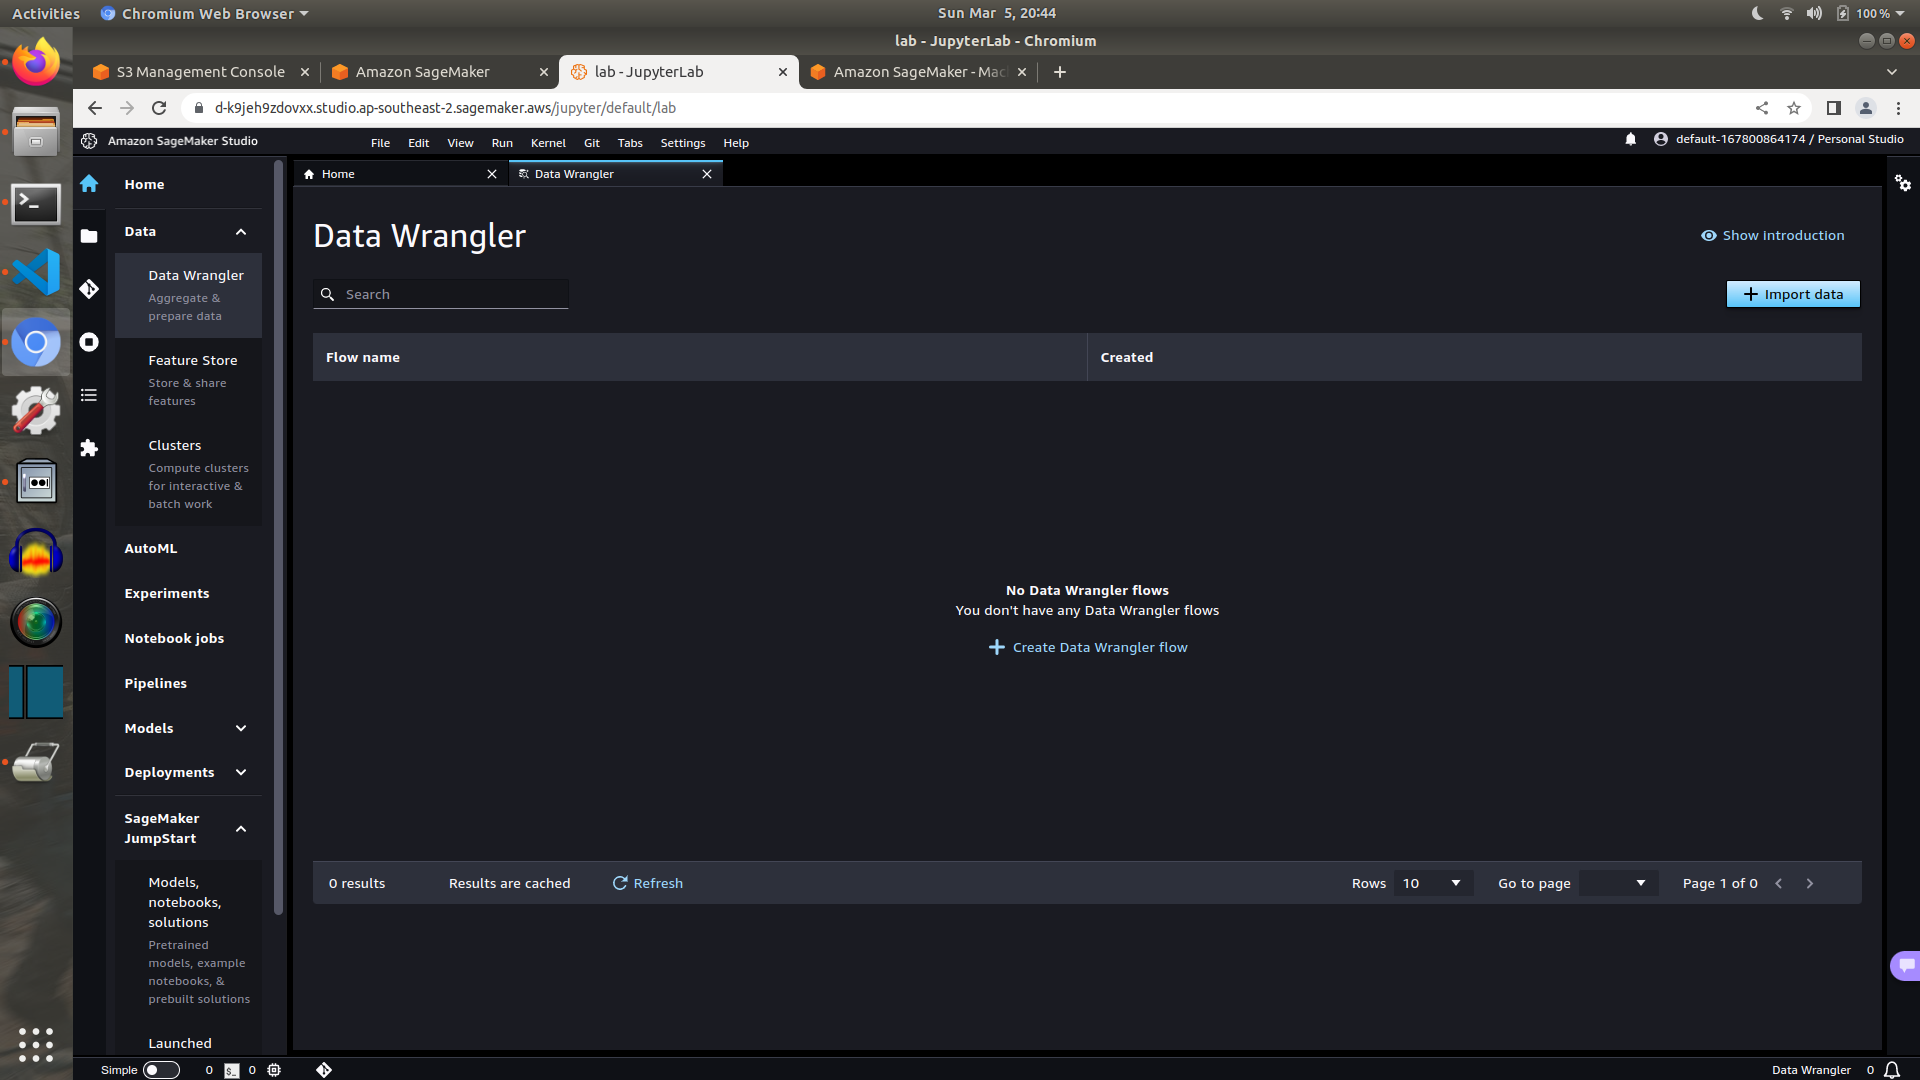 Activities
Chromium Web Browser
Sun Mar 5, 20:44
100 %
lab - JupyterLab - Chromium
S3 Management Console
Amazon SageMaker
lab - JupyterLab
Amazon SageMaker - Mac
d-k9jeh9zdovxx.studio.ap-southeast-2.sagemaker.aws/jupyter/default/lab
Amazon SageMaker Studio
File
Edit
View
Run
Kernel
Git
Tabs
Settings
Help
default-167800864174 / Personal Studio
Home
Data
Data Wrangler
Aggregate &
prepare data
Feature Store
Store & share
features
Clusters
Compute clusters
for interactive &
batch work
AutoML
Experiments
Notebook jobs
Pipelines
Models
Deployments
SageMaker
JumpStart
Models,
notebooks,
solutions
Pretrained
models, example
notebooks, &
prebuilt solutions
Launched
Home
Data Wrangler
Data Wrangler
Show introduction
Search
Import data
Flow name
Created
No Data Wrangler flows
You don't have any Data Wrangler flows
Create Data Wrangler flow
0 results
Results are cached
Refresh
Rows
10
Go to page
Page 1 of 0
Simple
0
$_
0
Data Wrangler
0